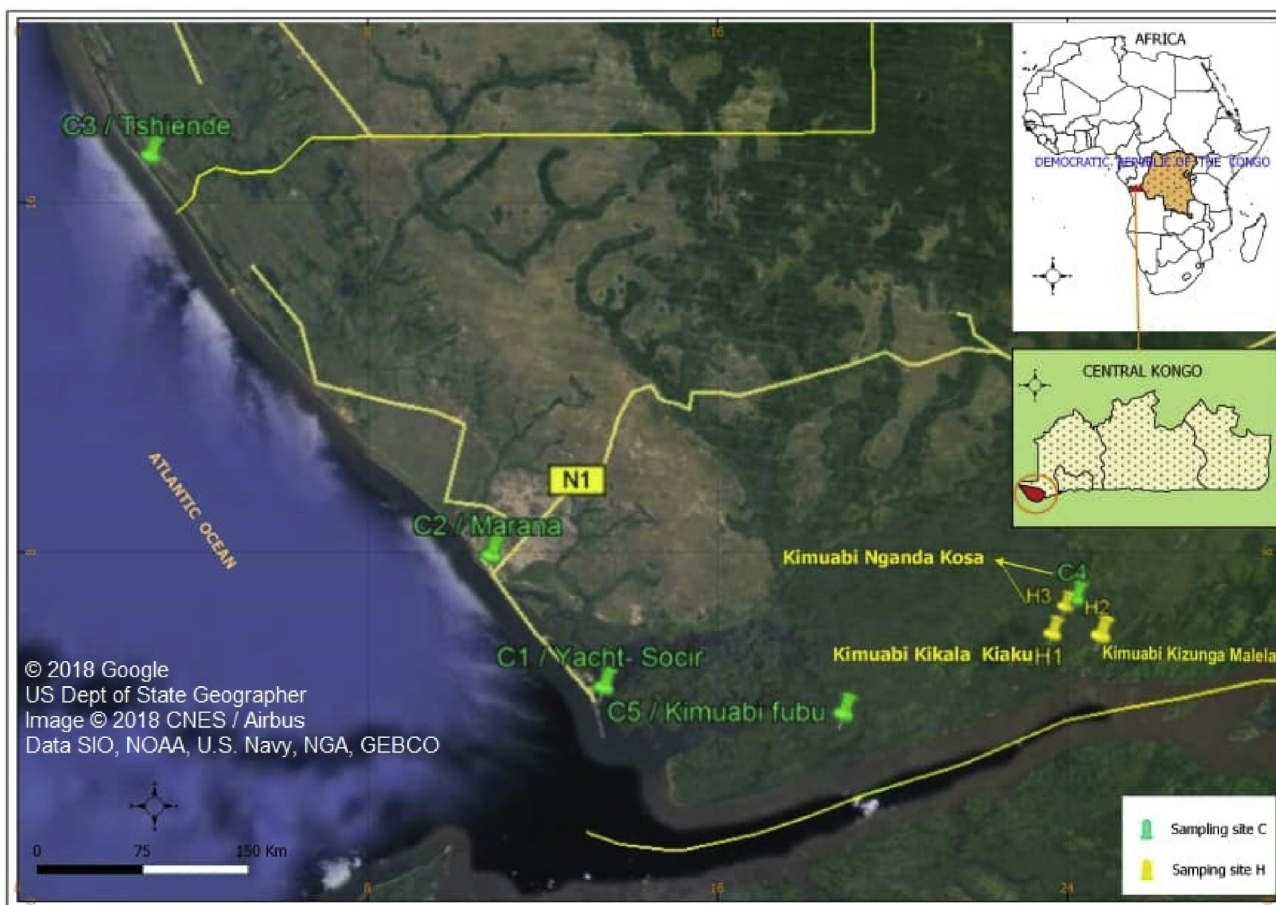 AFRICA
DEMOCRATIC REPUBLIC OF THE CONGO
CENTRAL KONGO
C3 / Tshiende
ATLANTIC OCEAN
N1
C2 / Marana
Kimuabi Nganda Kosa
C4
H3
H2
Kimuabi Kikala Kiaku H1
Kimuabi Kizunga Malela
C1 / Yacht- Socir
C5 / Kimuabi fubu
© 2018 Google
US Dept of State Geographer
Image © 2018 CNES / Airbus
Data SIO, NOAA, U.S. Navy, NGA, GEBCO
0 75 150 Km
Sampling site C
Samping site H
16
8
16
24